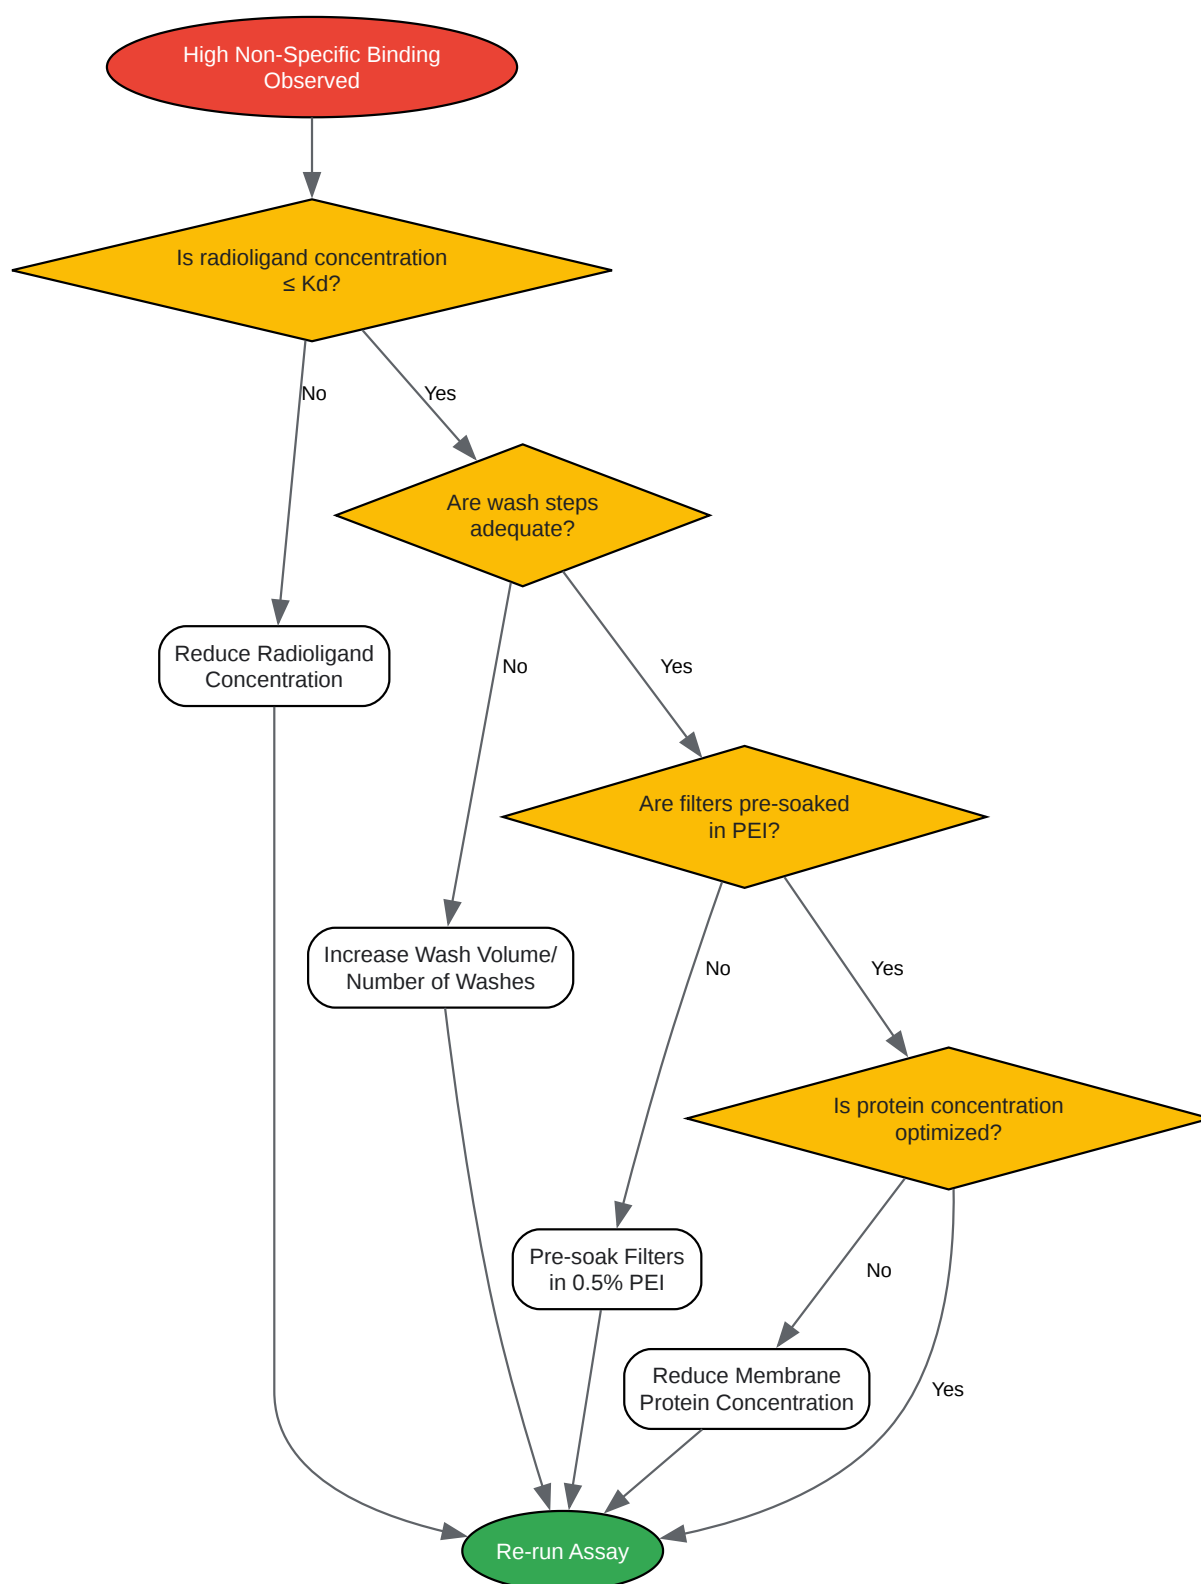 High Non-Specific Binding
Observed
Is radioligand concentration
≤ Kd?
No
Yes
Are wash steps
adequate?
Reduce Radioligand
Concentration
No
Yes
Are filters pre-soaked
in PEI?
Increase Wash Volume/
Number of Washes
No
Yes
Is protein concentration
optimized?
Pre-soak Filters
in 0.5% PEI
No
Reduce Membrane
Protein Concentration
Yes
Re-run Assay